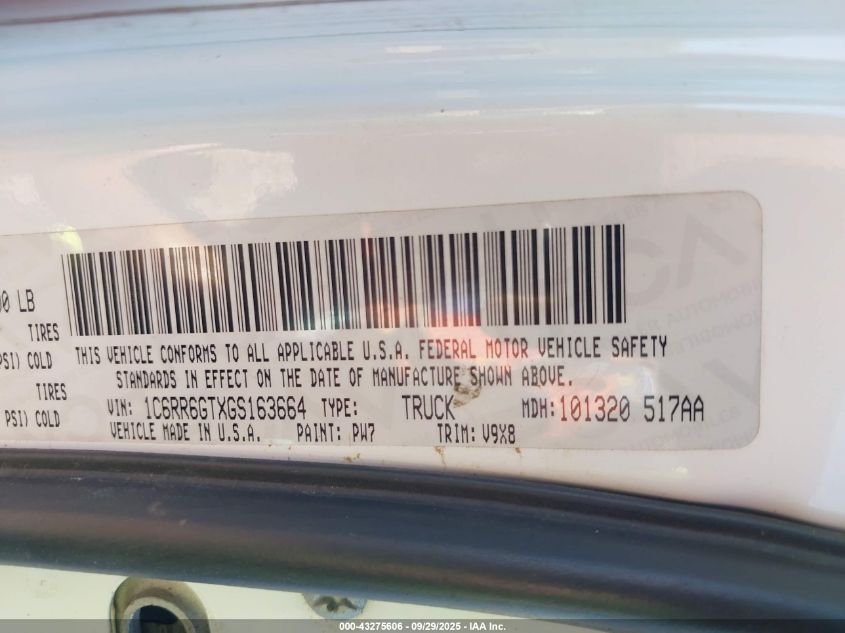 00 LB
TIRES
PSI) COLD
TIRES
PSI) COLD
THIS VEHICLE CONFORMS TO ALL APPLICABLE U.S.A. FEDERAL MOTOR VEHICLE SAFETY
STANDARDS IN EFFECT ON THE DATE OF MANUFACTURE SHOWN ABOVE.
VIN: 1C6RR6GTXGS163664 TYPE: TRUCK MDH: 101320 517AA
VEHICLE MADE IN U.S.A. PAINT: PW7 TRIM: V9X8
000-43275606 - 09/29/2025 - IAA Inc.